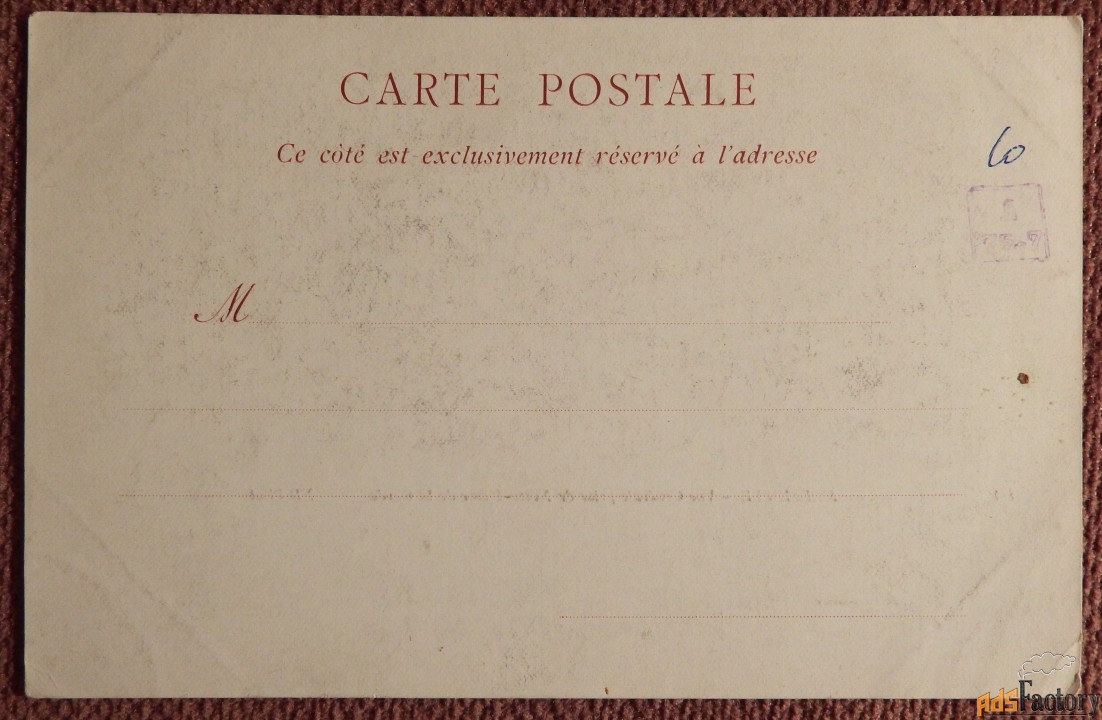 CARTE POSTALE
Ce côté est exclusivement réservé à l'adresse
60
M
AdsFactory